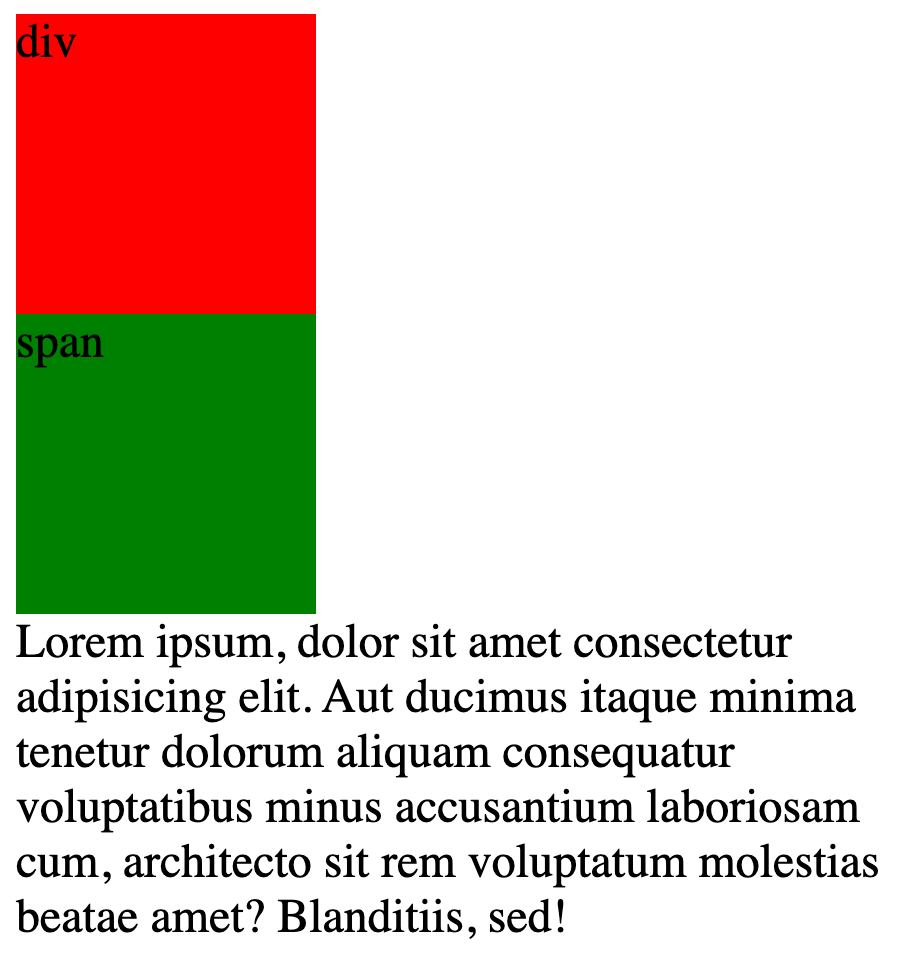 div
span
Lorem ipsum, dolor sit amet consectetur
adipisicing elit. Aut ducimus itaque minima
tenetur dolorum aliquam consequatur
voluptatibus minus accusantium laboriosam
cum, architecto sit rem voluptatum molestias
beatae amet? Blanditiis, sed!